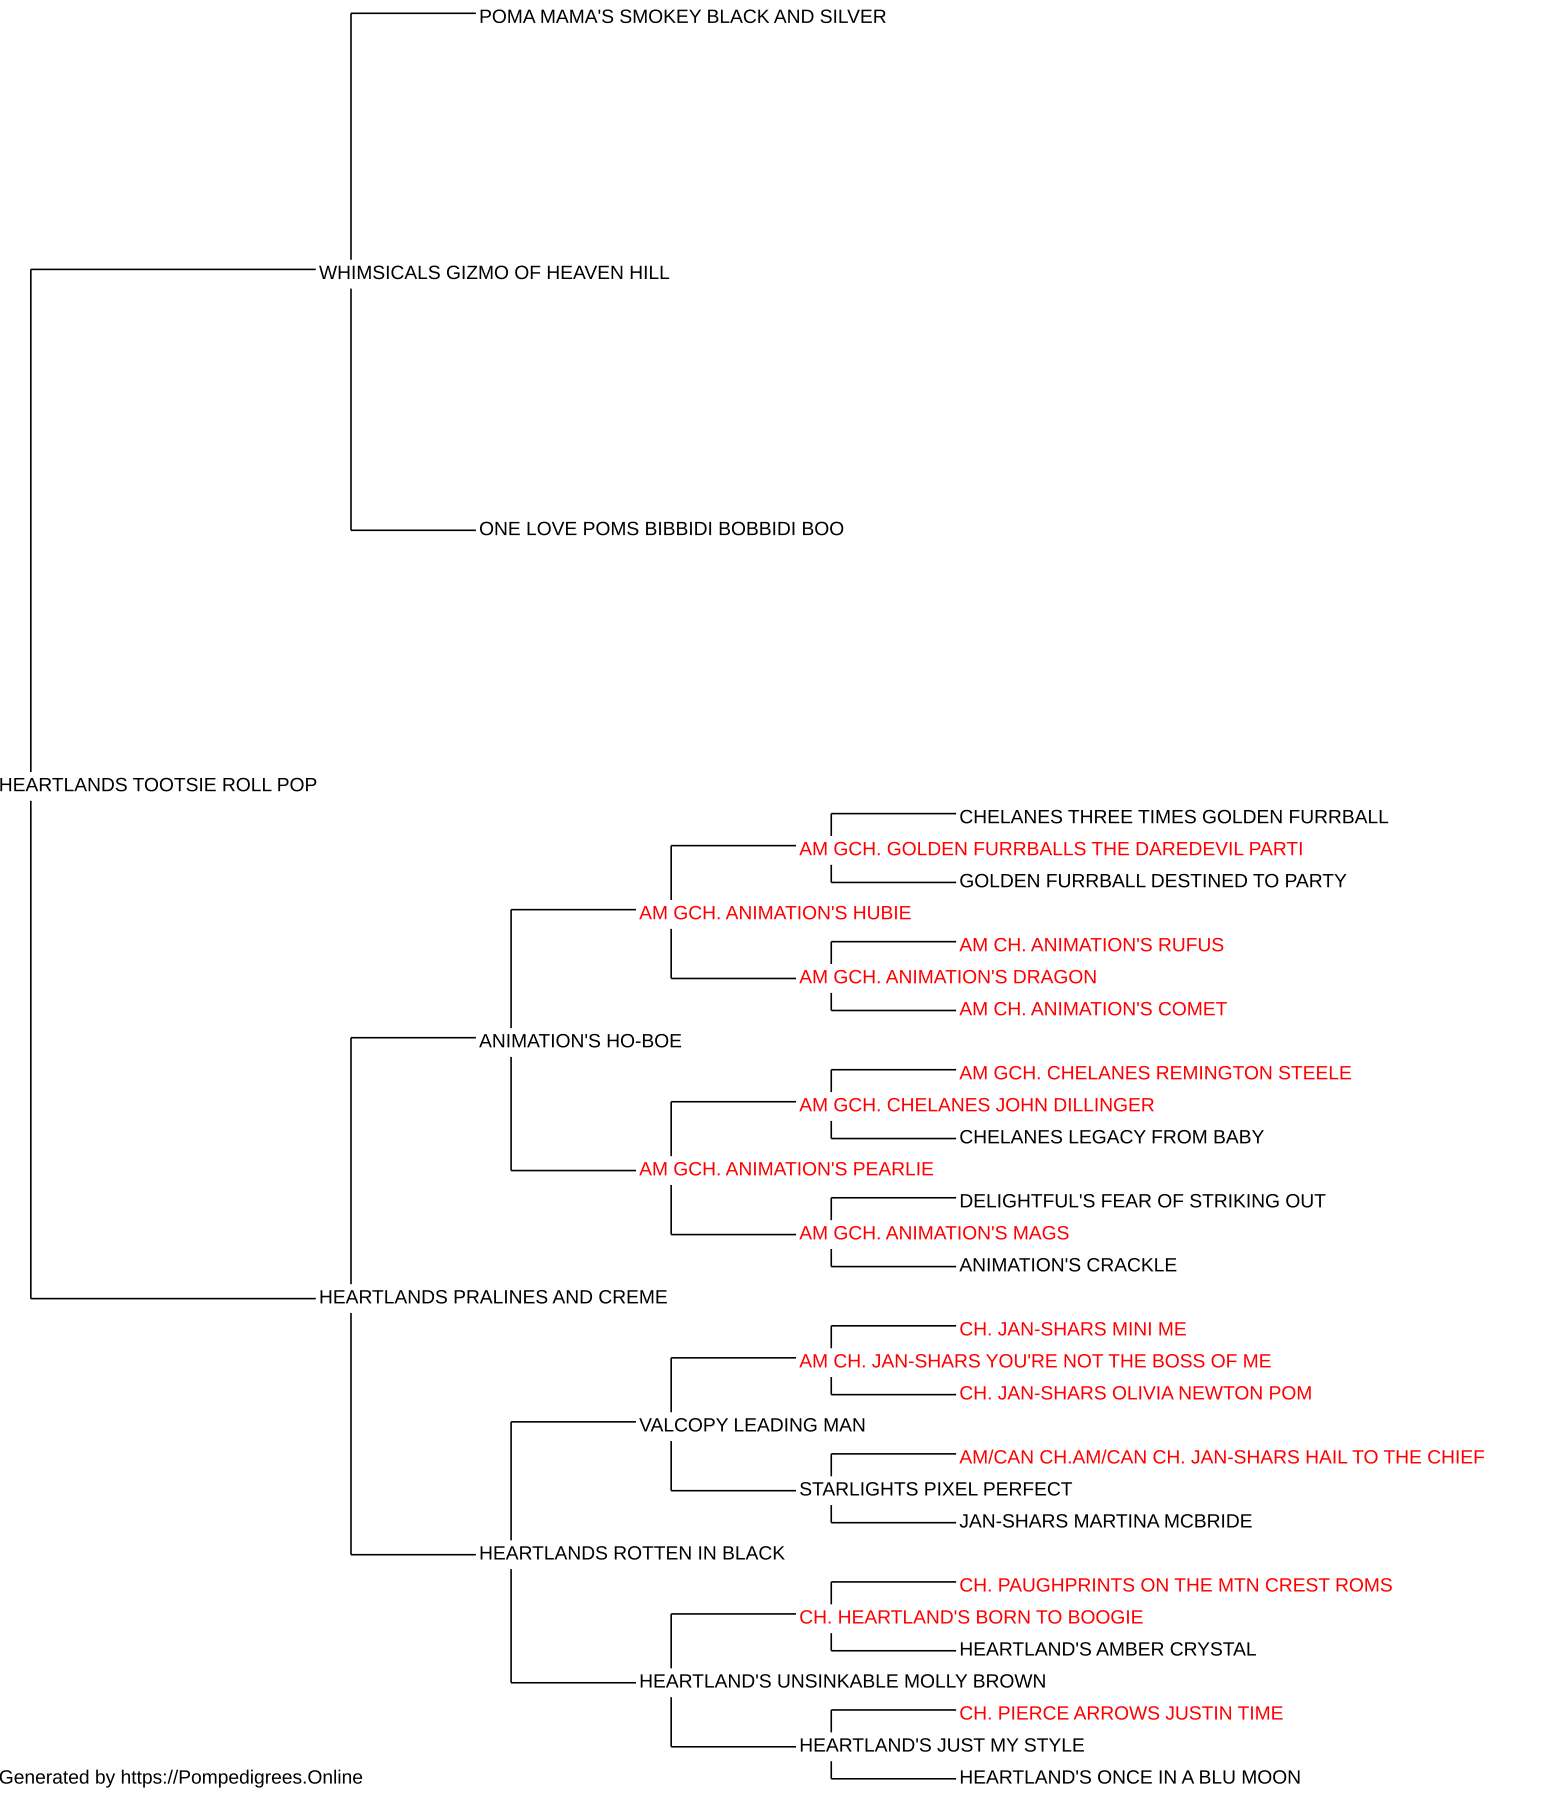 POMA MAMA'S SMOKEY BLACK AND SILVER
WHIMSICALS GIZMO OF HEAVEN HILL
ONE LOVE POMS BIBBIDI BOBBIDI BOO
HEARTLANDS TOOTSIE ROLL POP
CHELANES THREE TIMES GOLDEN FURRBALL
AM GCH. GOLDEN FURRBALLS THE DAREDEVIL PARTI
GOLDEN FURRBALL DESTINED TO PARTY
AM GCH. ANIMATION'S HUBIE
AM CH. ANIMATION'S RUFUS
AM GCH. ANIMATION'S DRAGON
AM CH. ANIMATION'S COMET
ANIMATION'S HO-BOE
AM GCH. CHELANES REMINGTON STEELE
AM GCH. CHELANES JOHN DILLINGER
CHELANES LEGACY FROM BABY
AM GCH. ANIMATION'S PEARLIE
DELIGHTFUL'S FEAR OF STRIKING OUT
AM GCH. ANIMATION'S MAGS
ANIMATION'S CRACKLE
HEARTLANDS PRALINES AND CREME
CH. JAN-SHARS MINI ME
AM CH. JAN-SHARS YOU'RE NOT THE BOSS OF ME
CH. JAN-SHARS OLIVIA NEWTON POM
VALCOPY LEADING MAN
AM/CAN CH.AM/CAN CH. JAN-SHARS HAIL TO THE CHIEF
STARLIGHTS PIXEL PERFECT
JAN-SHARS MARTINA MCBRIDE
HEARTLANDS ROTTEN IN BLACK
CH. PAUGHPRINTS ON THE MTN CREST ROMS
CH. HEARTLAND'S BORN TO BOOGIE
HEARTLAND'S AMBER CRYSTAL
HEARTLAND'S UNSINKABLE MOLLY BROWN
CH. PIERCE ARROWS JUSTIN TIME
HEARTLAND'S JUST MY STYLE
HEARTLAND'S ONCE IN A BLU MOON
Generated by https://Pompedigrees.Online